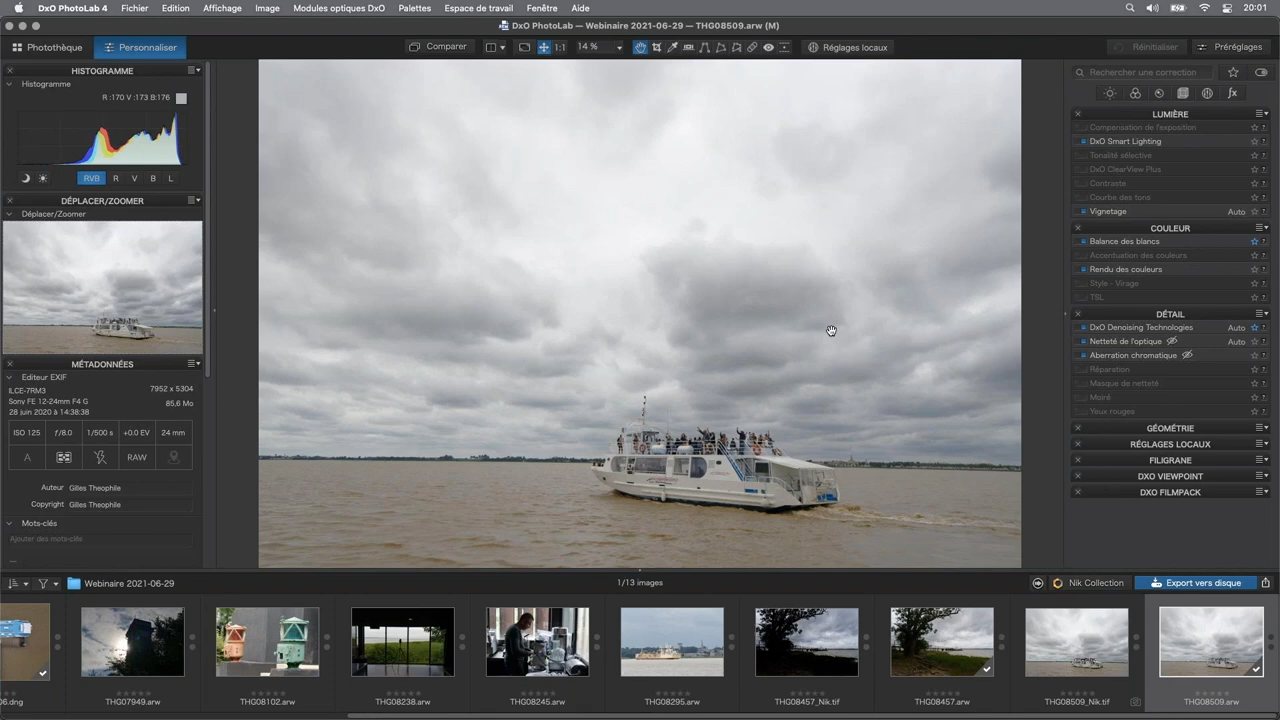 DxO PhotoLab 4 Fichier Edition Affichage Image Modules optiques DxO Palettes Espace de travail Fenêtre Aide 20:01
DxO PhotoLab — Webinaire 2021-06-29 — THG08509.arw (M)
Photothèque Personnaliser Comparer 1:1 14 % Réglages locaux Réinitialiser Préréglages
HISTOGRAMME
Histogramme
R :170 V :173 B:176
RVB R V B L
DÉPLACER/ZOOMER
Déplacer/Zoomer
MÉTADONNÉES
Editeur EXIF
ILCE-7RM3 7952 x 5304
Sony FE 12-24mm F4 G
28 juin 2020 à 14:38:38 85,6 Mo
ISO 125 ƒ/8.0 1/500 s +0.0 EV 24 mm
RAW
Auteur Gilles Theophile
Copyright Gilles Theophile
Mots-clés
Ajouter des mots-clés
Rechercher une correction
fx
LUMIÈRE
Compensation de l'exposition
DxO Smart Lighting
Tonalité sélective
DxO ClearView Plus
Contraste
Courbe des tons
Vignetage Auto
COULEUR
Balance des blancs
Accentuation des couleurs
Rendu des couleurs
Style - Virage
TSL
DÉTAIL
DxO Denoising Technologies Auto
Netteté de l'optique Auto
Aberration chromatique
Réparation
Masque de netteté
Moiré
Yeux rouges
GÉOMÉTRIE
RÉGLAGES LOCAUX
FILIGRANE
DXO VIEWPOINT
DXO FILMPACK
Webinaire 2021-06-29 1/13 images Nik Collection Export vers disque
06.dng THG07949.arw THG08102.arw THG08238.arw THG08245.arw THG08295.arw THG08457_Nik.tif THG08457.arw THG08509_Nik.tif THG08509.arw